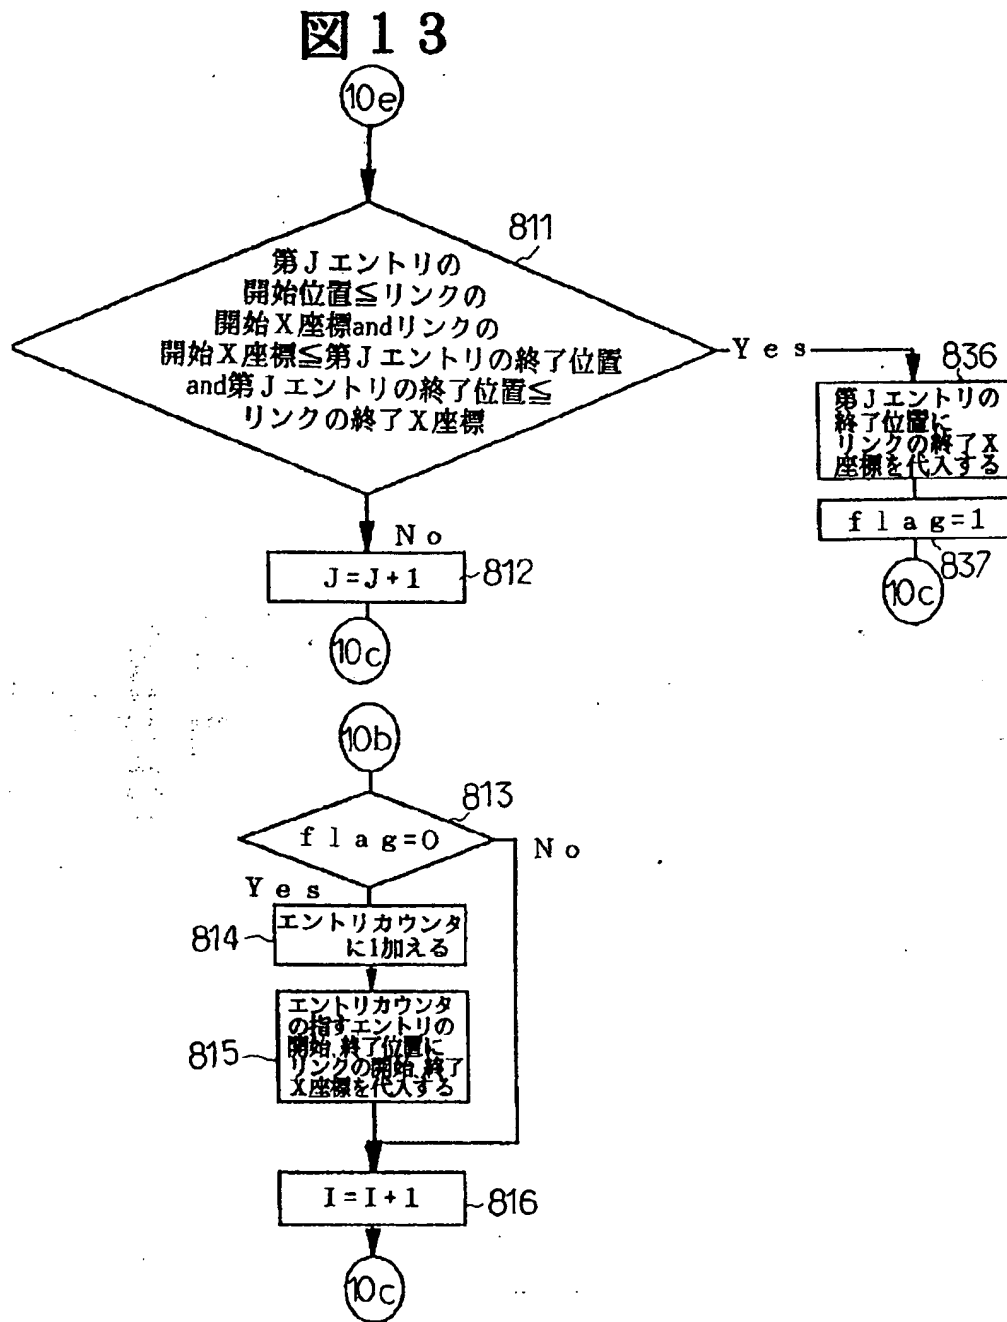 図13
10e
811
第Jエントリの
開始位置≦リンクの
開始X座標andリンクの
開始X座標≦第Jエントリの終了位置
and第Jエントリの終了位置≦
リンクの終了X座標
Yes
836
第Jエントリの
終了位置に
リンクの終了X
座標を代入する
flag=1
837
10c
No
J=J+1
812
10c
10b
813
flag=0
No
Yes
814
エントリカウンタ
に1加える
815
エントリカウンタ
の指すエントリの
開始、終了位置に
リンクの開始、終了
X座標を代入する
I=I+1
816
10c